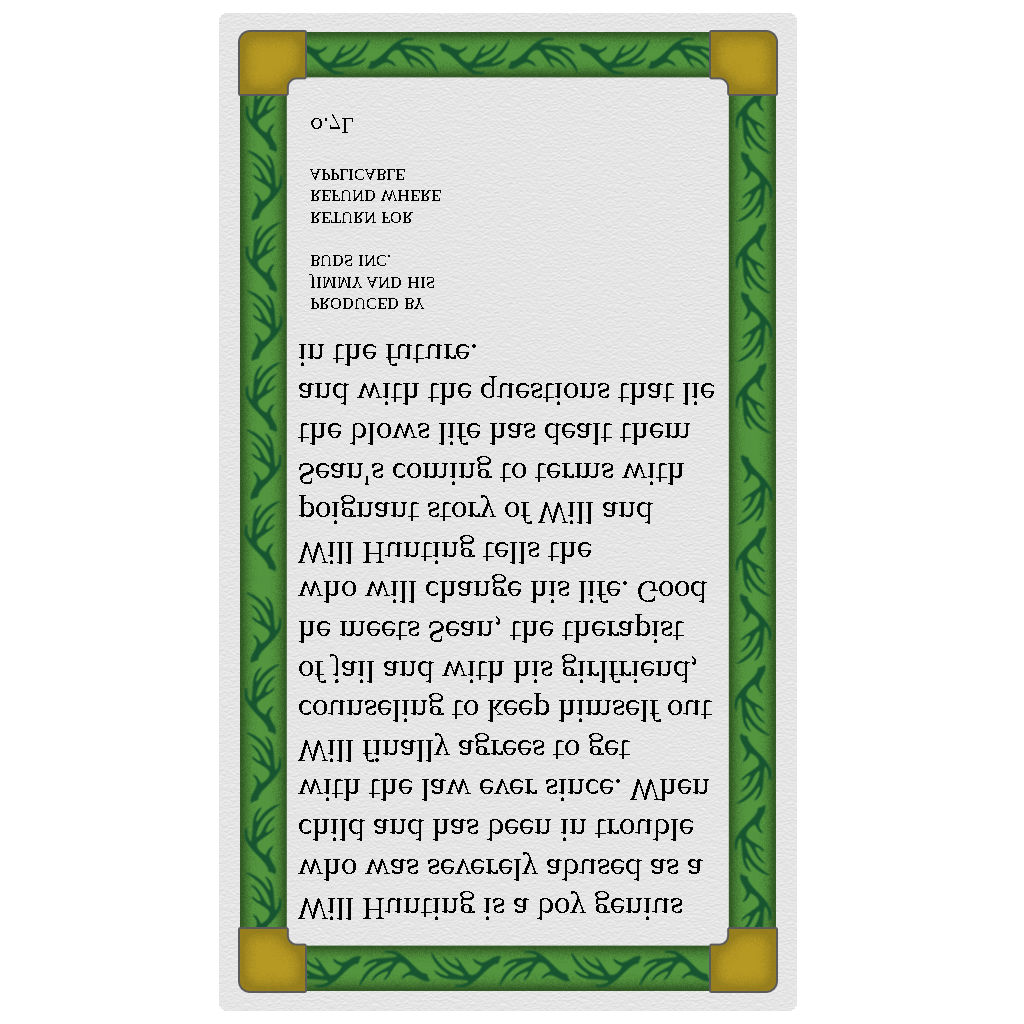 Will Hunting is a boy genius
who was severely abused as a
child and has been in trouble
with the law ever since. When
Will finally agrees to get
counseling to keep himself out
of jail and with his girlfriend,
he meets Sean, the therapist
who will change his life. Good
Will Hunting tells the
poignant story of Will and
Sean's coming to terms with
the blows life has dealt them
and with the questions that lie
in the future.
PRODUCED BY
JIMMY AND HIS
BUDS INC.
RETURN FOR
REFUND WHERE
APPLICABLE
0.7L